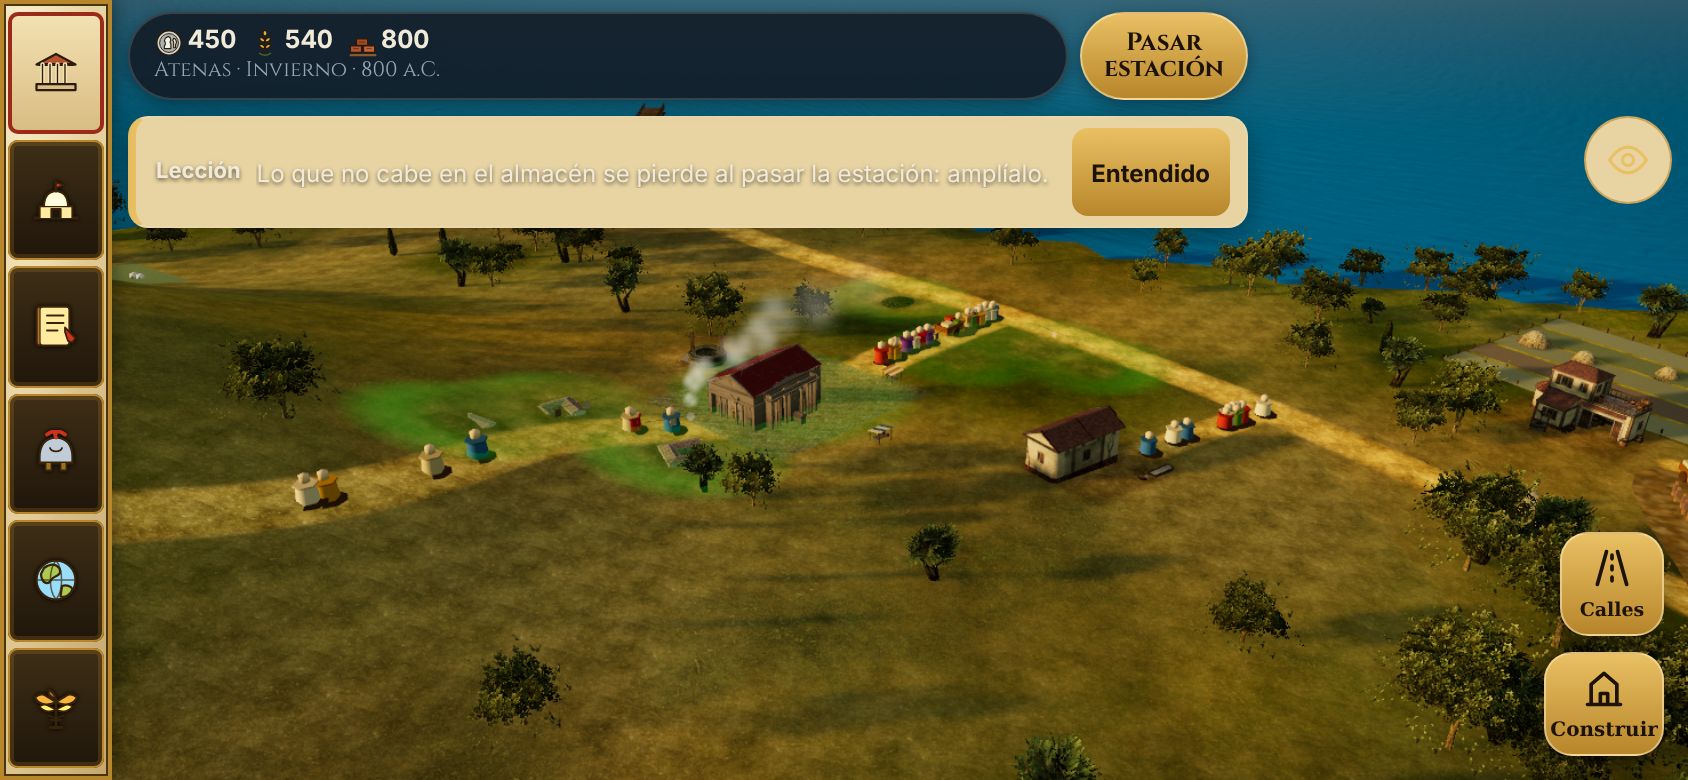 450 540 800
Atenas · Invierno · 800 a.C.
Pasar estación
Lección Lo que no cabe en el almacén se pierde al pasar la estación: amplíalo.
Entendido
Calles
Construir